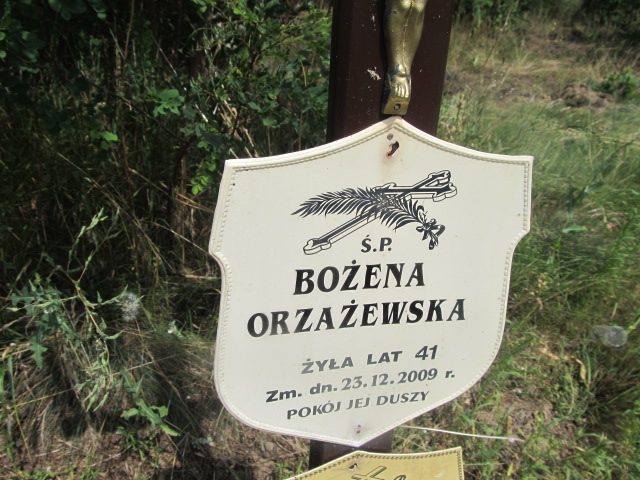 Ś.P.
BOŻENA
ORZAŻEWSKA
ŻYŁA LAT 41
Zm. dn. 23.12.2009 r.
POKÓJ JEJ DUSZY